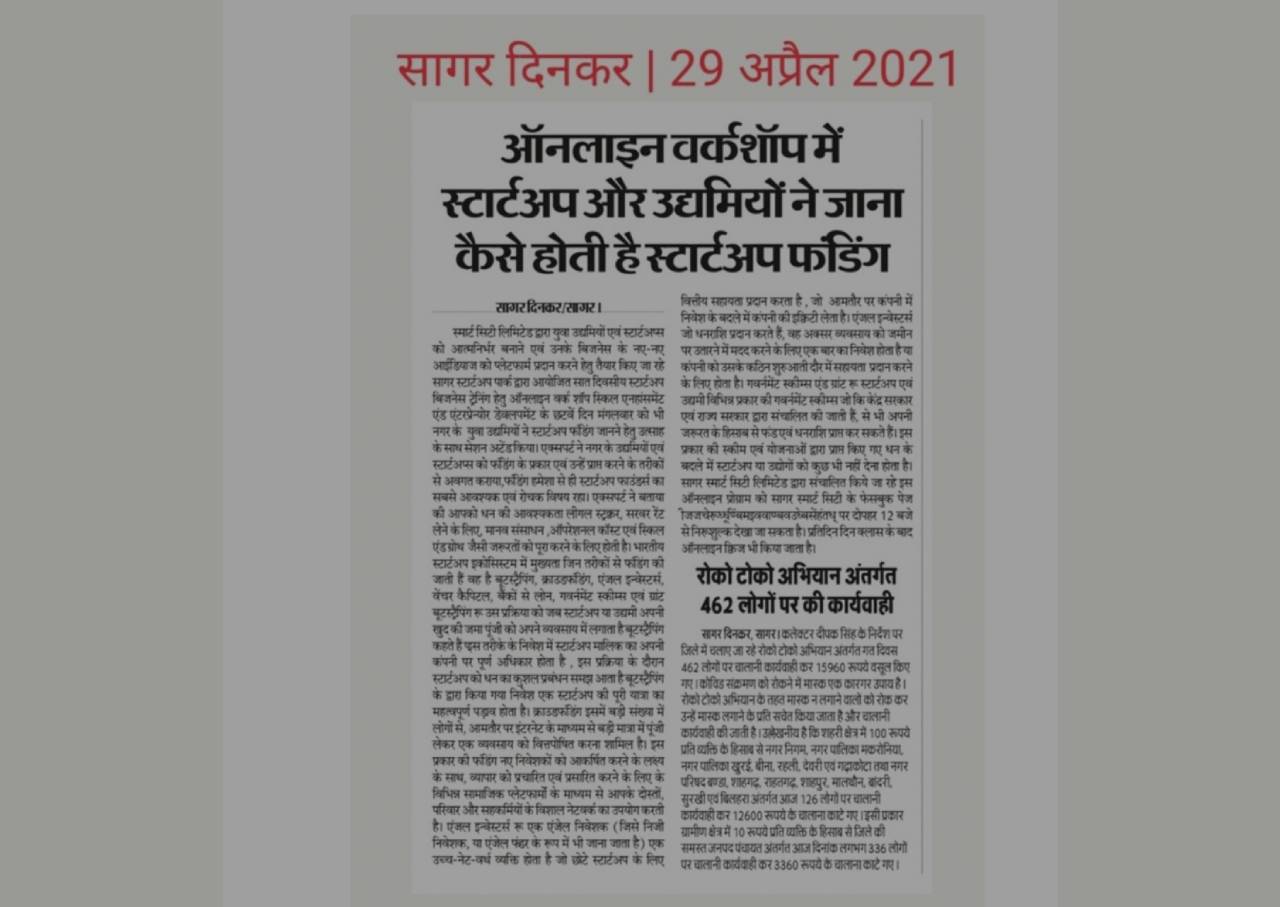 सागर दिनकर | 29 अप्रैल 2021
ऑनलाइन वर्कशॉप में
स्टार्टअप और उद्यमियों ने जाना
कैसे होती है स्टार्टअप फंडिंग
सागर दिनकर/सागर।
स्मार्ट सिटी लिमिटेड द्वारा युवा उद्यमियों एवं स्टार्टअप्स
को आत्मनिर्भर बनाने एवं उनके बिजनेस के नए-नए
आईडियाज को प्लेटफार्म प्रदान करने हेतु तैयार किए जा रहे
सागर स्टार्टअप पार्क द्वारा आयोजित सात दिवसीय स्टार्टअप
बिजनेस ट्रेनिंग हेतु ऑनलाइन वर्क शॉप स्किल एनहांसमेंट
एंड एंटरप्रेन्योर डेवलपमेंट के छटवें दिन मंगलवार को भी
नगर के युवा उद्यमियों ने स्टार्टअप फंडिंग जानने हेतु उत्साह
के साथ सेशन अटेंड किया। एक्सपर्ट ने नगर के उद्यमियों एवं
स्टार्टअप्स को फंडिंग के प्रकार एवं उन्हें प्राप्त करने के तरीकों
से अवगत कराया,फंडिंग हमेशा से ही स्टार्टअप फाउंडर्स का
सबसे आवश्यक एवं रोचक विषय रहा। एक्सपर्ट ने बताया
की आपको धन की आवश्यकता लीगल स्ट्रक्चर, सरवर रेंट
लेने के लिए, मानव संसाधन ,ऑपरेशनल कॉस्ट एवं स्किल
एंड ग्रोथ जैसी जरूरतों को पूरा करने के लिए होती है। भारतीय
स्टार्टअप इकोसिस्टम में मुख्यता जिन तरीकों से फंडिंग की
जाती हैं वह है बूटस्ट्रैपिंग, क्राउडफंडिंग, एंजल इन्वेस्टर्स,
वेंचर कैपिटल, बैंकों से लोन, गवर्नमेंट स्कीम्स एवं ग्रांट
बूटस्ट्रैपिंग रू उस प्रक्रिया को जब स्टार्टअप या उद्यमी अपनी
खुद की जमा पूंजी को अपने व्यवसाय में लगाता है बूटस्ट्रैपिंग
कहते हैं इस तरीके के निवेश में स्टार्टअप मालिक का अपनी
कंपनी पर पूर्ण अधिकार होता है , इस प्रक्रिया के दौरान
स्टार्टअप को धन का कुशल प्रबंधन समझ आता है बूटस्ट्रैपिंग
के द्वारा किया गया निवेश एक स्टार्टअप की पूरी यात्रा का
महत्वपूर्ण पड़ाव होता है। क्राउडफंडिंग इसमें बड़ी संख्या में
लोगों से, आमतौर पर इंटरनेट के माध्यम से बड़ी मात्रा में पूंजी
लेकर एक व्यवसाय को वित्तपोषित करना शामिल है। इस
प्रकार की फंडिंग नए निवेशकों को आकर्षित करने के लक्ष्य
के साथ, व्यापार को प्रचारित एवं प्रसारित करने के लिए के
विभिन्न सामाजिक प्लेटफार्मों के माध्यम से आपके दोस्तों,
परिवार और सहकर्मियों के विशाल नेटवर्क का उपयोग करती
है। एंजल इन्वेस्टर्स रू एक एंजेल निवेशक (जिसे निजी
निवेशक, या एंजेल फंडर के रूप में भी जाना जाता है) एक
उच्च-नेट-वर्थ व्यक्ति होता है जो छोटे स्टार्टअप के लिए
वित्तीय सहायता प्रदान करता है , जो आमतौर पर कंपनी में
निवेश के बदले में कंपनी की इक्विटी लेता है। एंजल इन्वेस्टर्स
जो धनराशि प्रदान करते हैं, वह अक्सर व्यवसाय को जमीन
पर उतारने में मदद करने के लिए एक बार का निवेश होता है या
कंपनी को उसके कठिन शुरुआती दौर में सहायता प्रदान करने
के लिए होता है। गवर्नमेंट स्कीम्स एंड ग्रांट रू स्टार्टअप एवं
उद्यमी विभिन्न प्रकार की गवर्नमेंट स्कीम्स जो कि केंद्र सरकार
एवं राज्य सरकार द्वारा संचालित की जाती हैं, से भी अपनी
जरूरत के हिसाब से फंड एवं धनराशि प्राप्त कर सकते हैं। इस
प्रकार की स्कीम एवं योजनाओं द्वारा प्राप्त किए गए धन के
बदले में स्टार्टअप या उद्योगों को कुछ भी नहीं देना होता है।
सागर स्मार्ट सिटी लिमिटेड द्वारा संचालित किये जा रहे इस
ऑनलाइन प्रोग्राम को सागर स्मार्ट सिटी के फेसबुक पेज
पर दोपहर 12 बजे
से निरूशुल्क देखा जा सकता है। प्रतिदिन दिन क्लास के बाद
ऑनलाइन क्विज भी किया जाता है।
रोको टोको अभियान अंतर्गत
462 लोगों पर की कार्यवाही
सागर दिनकर, सागर। कलेक्टर दीपक सिंह के निर्देश पर
जिले में चलाए जा रहे रोको टोको अभियान अंतर्गत गत दिवस
462 लोगों पर चालानी कार्यवाही कर 15960 रूपये वसूल किए
गए। कोविड संक्रमण को रोकने में मास्क एक कारगर उपाय है।
रोको टोको अभियान के तहत मास्क न लगाने वालों को रोक कर
उन्हें मास्क लगाने के प्रति सचेत किया जाता है और चालानी
कार्यवाही की जाती है। उल्लेखनीय है कि शहरी क्षेत्र में 100 रूपये
प्रति व्यक्ति के हिसाब से नगर निगम, नगर पालिका मकरोनिया,
नगर पालिका खुरई, बीना, रहली, देवरी एवं गढ़ाकोटा तथा नगर
परिषद बण्डा, शाहगढ़, राहतगढ़, शाहपुर, मालथौन, बांदरी,
सुरखी एवं बिलहरा अंतर्गत आज 126 लोगों पर चालानी
कार्यवाही कर 12600 रूपये के चालाना काटे गए। इसी प्रकार
ग्रामीण क्षेत्र में 10 रूपये प्रति व्यक्ति के हिसाब से जिले की
समस्त जनपद पंचायत अंतर्गत आज दिनांक लगभग 336 लोगों
पर चालानी कार्यवाही कर 3360 रूपये के चालाना काटे गए।